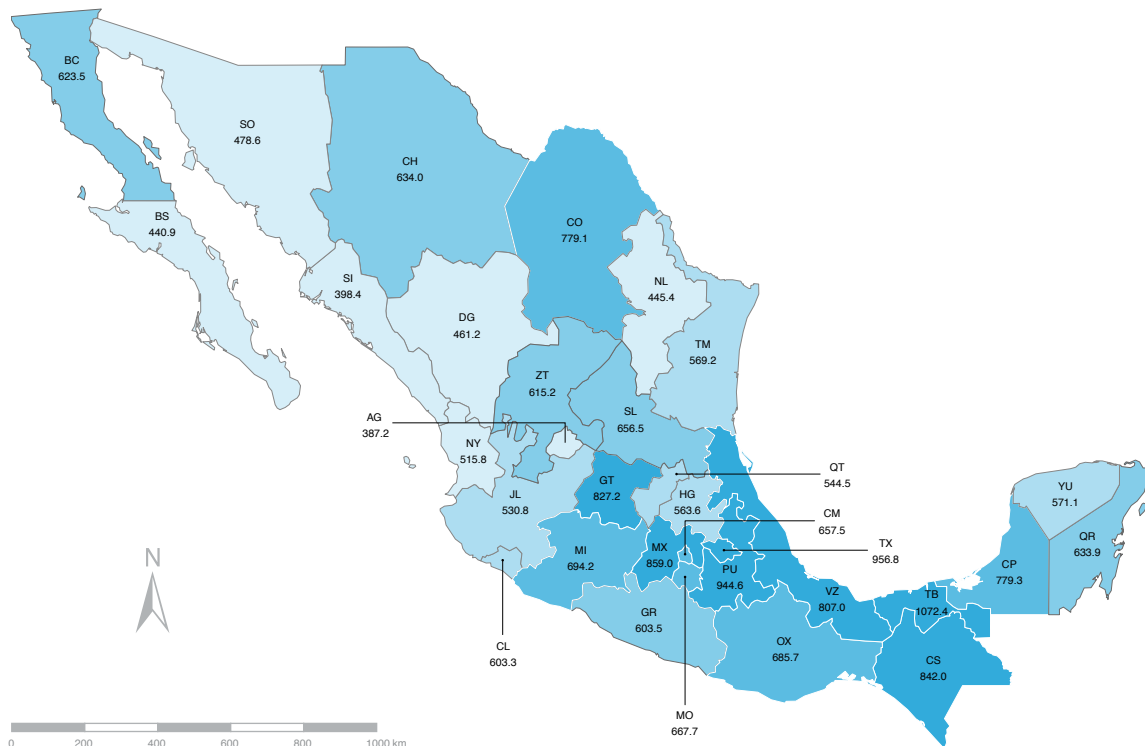 BC
623.5
SO
478.6
CH
634.0
BS
440.9
CO
779.1
SI
398.4
NL
445.4
DG
461.2
TM
569.2
ZT
615.2
AG
387.2
SL
656.5
NY
515.8
GT
827.2
QT
544.5
JL
530.8
HG
563.6
YU
571.1
CM
657.5
QR
633.9
MI
694.2
MX
859.0
TX
956.8
PU
944.6
CP
779.3
VZ
807.0
TB
1072.4
N
GR
603.5
CL
603.3
OX
685.7
CS
842.0
MO
667.7
0 200 400 600 800 1000 km